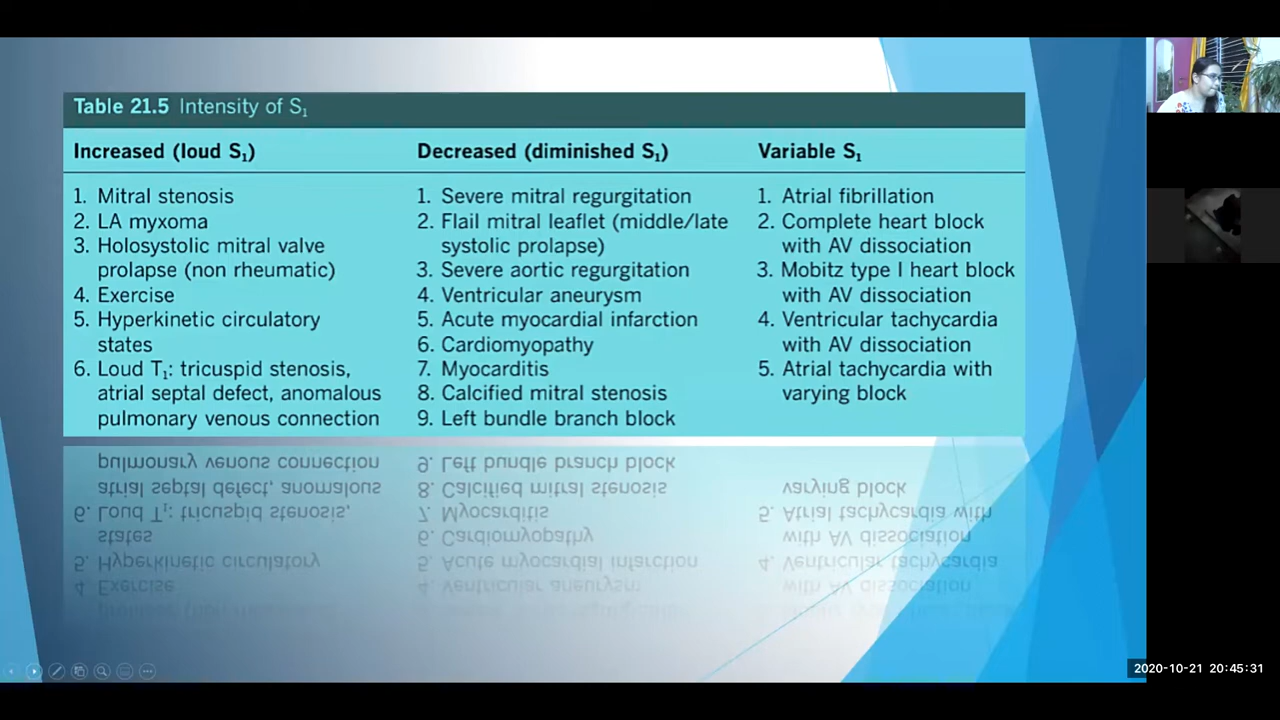 Table 21.5 Intensity of S₁
Increased (loud S₁)
1. Mitral stenosis
2. LA myxoma
3. Holosystolic mitral valve
prolapse (non rheumatic)
4. Exercise
5. Hyperkinetic circulatory
states
6. Loud T₁: tricuspid stenosis,
atrial septal defect, anomalous
pulmonary venous connection
Decreased (diminished S₁)
1. Severe mitral regurgitation
2. Flail mitral leaflet (middle/late
systolic prolapse)
3. Severe aortic regurgitation
4. Ventricular aneurysm
5. Acute myocardial infarction
6. Cardiomyopathy
7. Myocarditis
8. Calcified mitral stenosis
9. Left bundle branch block
Variable S₁
1. Atrial fibrillation
2. Complete heart block
with AV dissociation
3. Mobitz type I heart block
with AV dissociation
4. Ventricular tachycardia
with AV dissociation
5. Atrial tachycardia with
varying block
2020-10-21 20:45:31